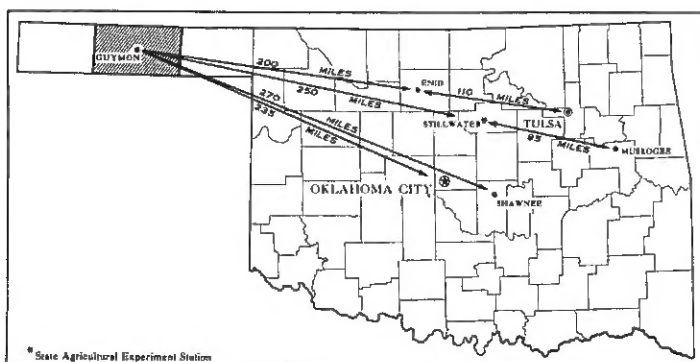 GUYMON
200 MILES
ENID
110 MILES
250 MILES
TULSA
STILLWATER*
270 MILES
95 MILES
235 MILES
MUSKOGEE
OKLAHOMA CITY
SHAWNEE
* State Agricultural Experiment Station